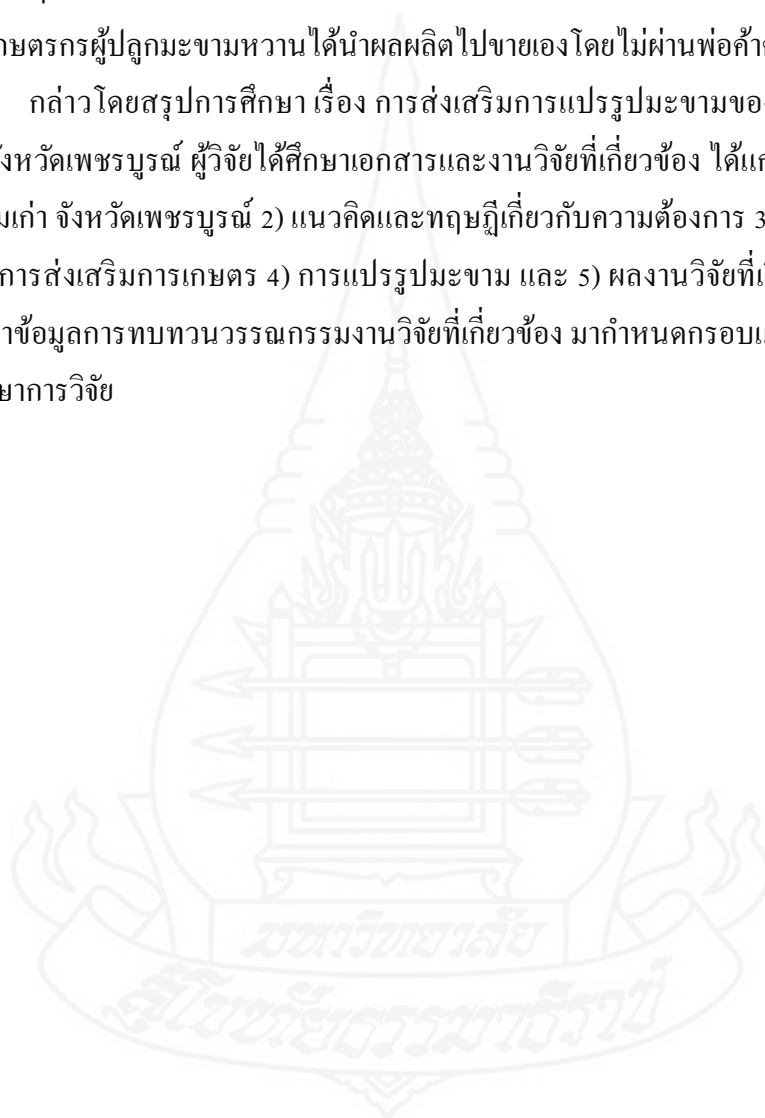 กษตรกรผู้ปลูกมะขามหวานได้นำผลผลิตไปขายเองโดยไม่ผ่านพ่อค้า
กล่าวโดยสรุปการศึกษา เรื่อง การส่งเสริมการแปรรูปมะขามขอ
ังหวัดเพชรบูรณ์ ผู้วิจัยได้ศึกษาเอกสารและงานวิจัยที่เกี่ยวข้อง ได้แก
มเก่า จังหวัดเพชรบูรณ์ 2) แนวคิดและทฤษฎีเกี่ยวกับความต้องการ 3
การส่งเสริมการเกษตร 4) การแปรรูปมะขาม และ 5) ผลงานวิจัยที่เ
าข้อมูลการทบทวนวรรณกรรมงานวิจัยที่เกี่ยวข้อง มากำหนดกรอบแ
ษาการวิจัย
มหาวิทยาลัย
สุโขทัยธรรมาธิราช